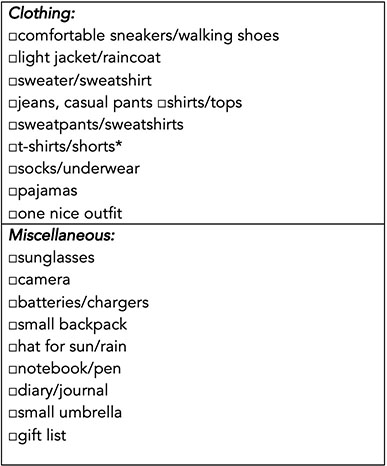 Clothing:
□comfortable sneakers/walking shoes
□light jacket/raincoat
□sweater/sweatshirt
□jeans, casual pants □shirts/tops
□sweatpants/sweatshirts
□t-shirts/shorts*
□socks/underwear
□pajamas
□one nice outfit
Miscellaneous:
□sunglasses
□camera
□batteries/chargers
□small backpack
□hat for sun/rain
□notebook/pen
□diary/journal
□small umbrella
□gift list